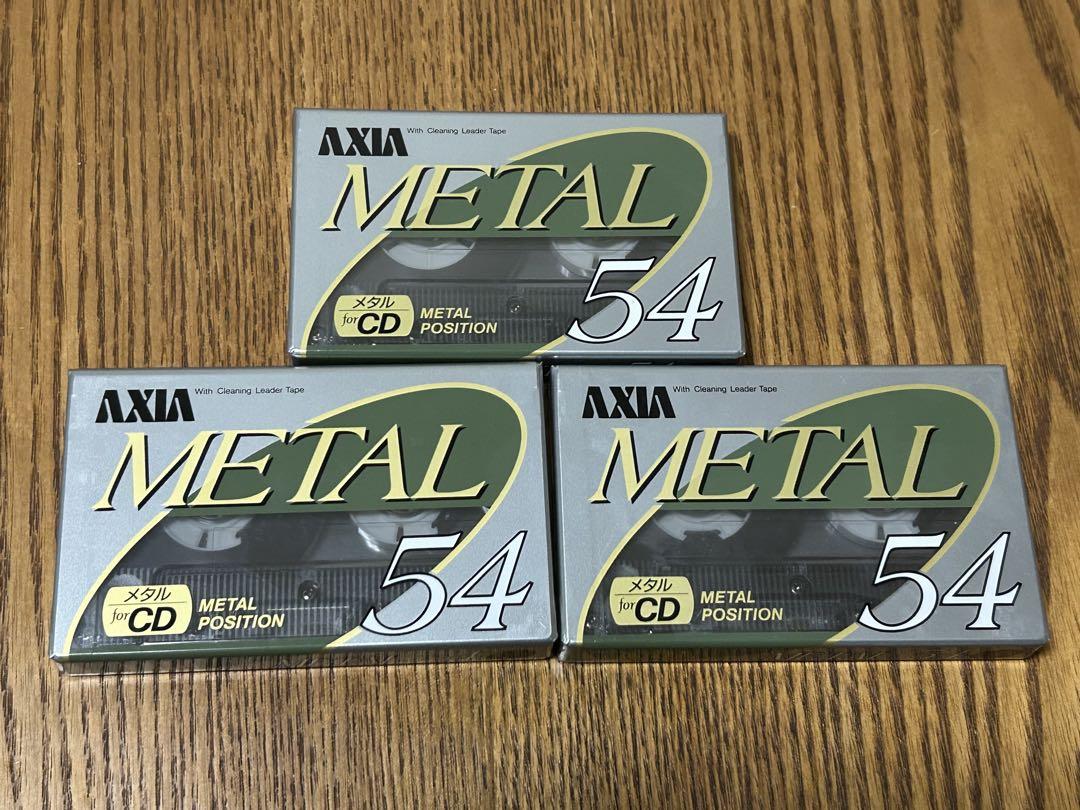 AXIA With Cleaning Leader Tape
METAL
54
メタル
for CD
METAL
POSITION
AXIA With Cleaning Leader Tape
METAL
54
メタル
for CD
METAL
POSITION
AXIA With Cleaning Leader Tape
METAL
54
メタル
for CD
METAL
POSITION